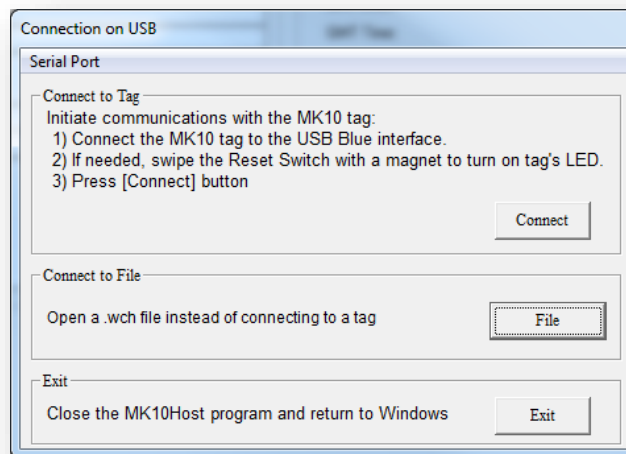 Connection on USB
Serial Port
Connect to Tag
Initiate communications with the MK10 tag:
1) Connect the MK10 tag to the USB Blue interface.
2) If needed, swipe the Reset Switch with a magnet to turn on tag's LED.
3) Press [Connect] button
Connect
Connect to File
Open a .wch file instead of connecting to a tag
File
Exit
Close the MK10Host program and return to Windows
Exit